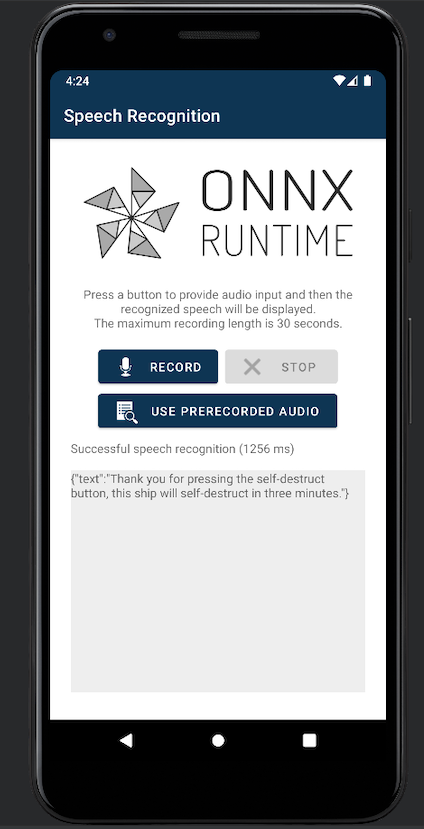 4:24
Speech Recognition
ONNX
RUNTIME
Press a button to provide audio input and then the
recognized speech will be displayed.
The maximum recording length is 30 seconds.
RECORD
STOP
USE PRERECORDED AUDIO
Successful speech recognition (1256 ms)
{"text":"Thank you for pressing the self-destruct
button, this ship will self-destruct in three minutes."}